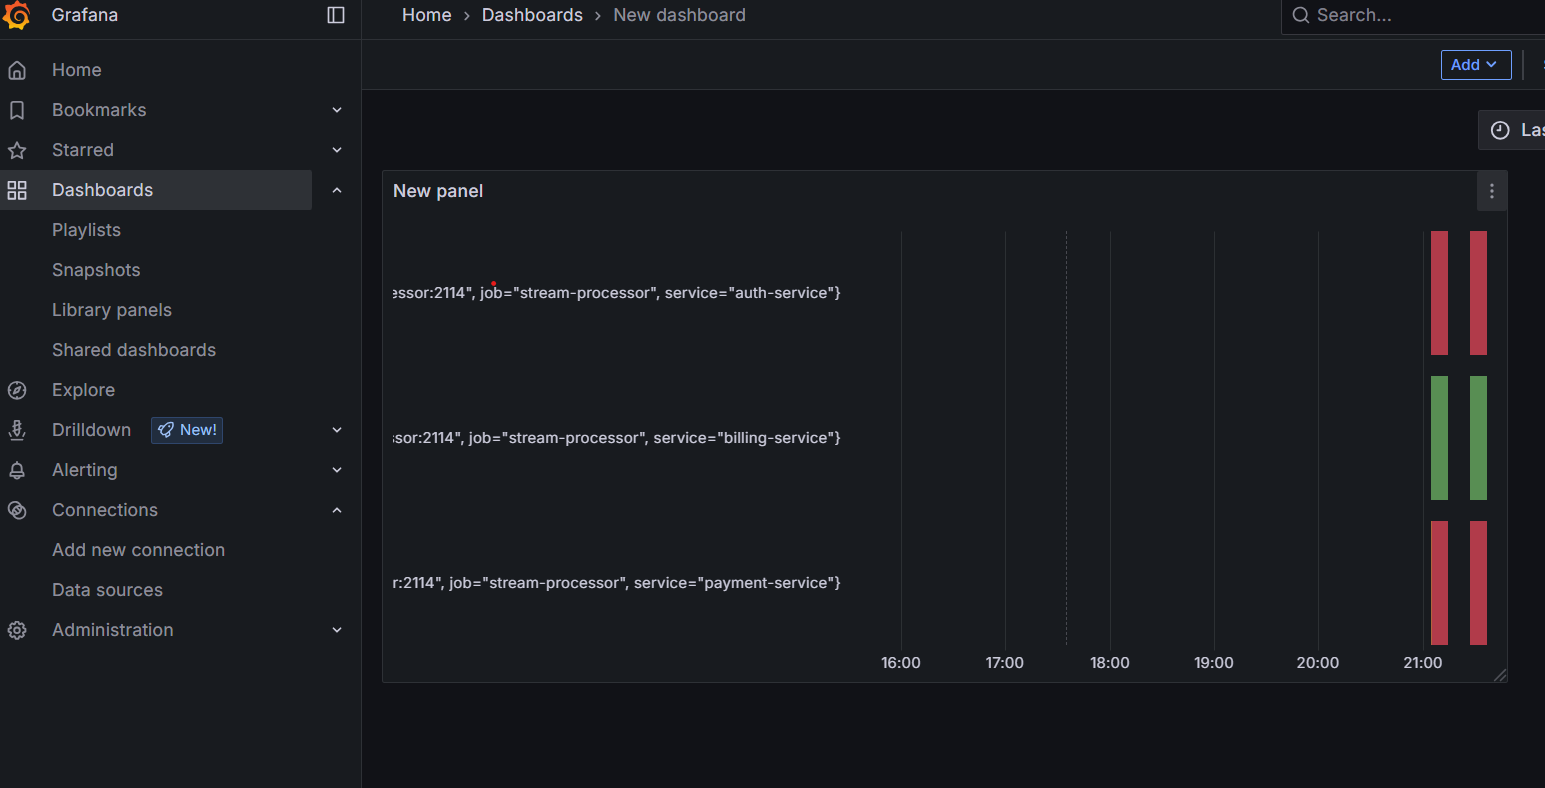 Grafana
Home › Dashboards › New dashboard
Search...
Add
Home
Bookmarks
Starred
Dashboards
Playlists
Snapshots
Library panels
Shared dashboards
Explore
Drilldown New!
Alerting
Connections
Add new connection
Data sources
Administration
New panel
essor:2114", job="stream-processor", service="auth-service"}
ssor:2114", job="stream-processor", service="billing-service"}
r:2114", job="stream-processor", service="payment-service"}
16:00 17:00 18:00 19:00 20:00 21:00